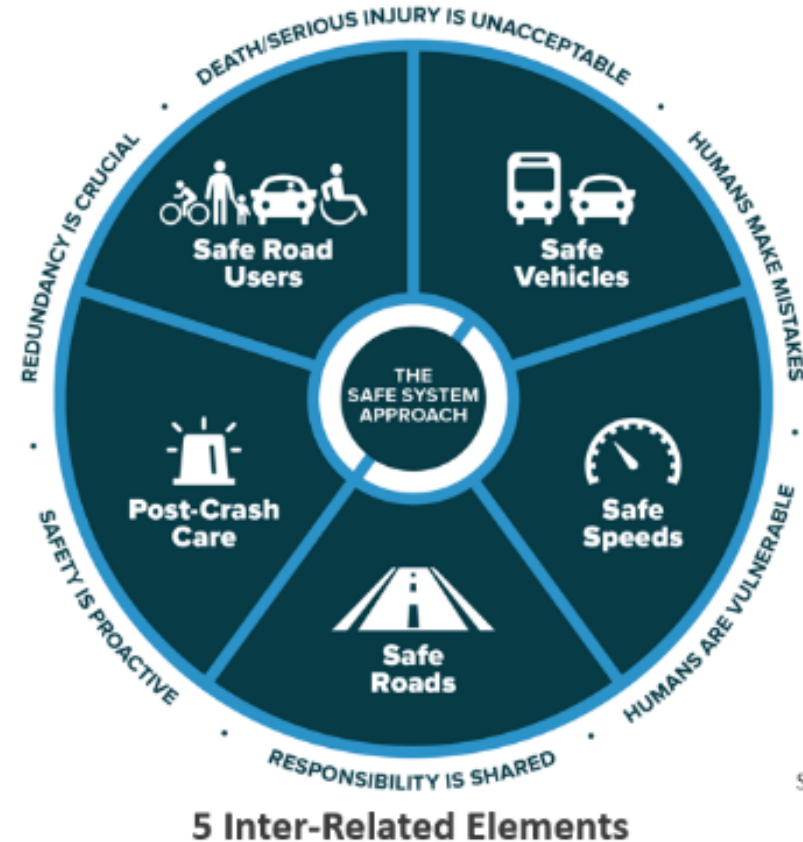 DEATH/SERIOUS INJURY IS UNACCEPTABLE
HUMANS MAKE MISTAKES
HUMANS ARE VULNERABLE
RESPONSIBILITY IS SHARED
SAFETY IS PROACTIVE
REDUNDANCY IS CRUCIAL
Safe Road
Users
Safe
Vehicles
THE
SAFE SYSTEM
APPROACH
Post-Crash
Care
Safe
Speeds
Safe
Roads
5 Inter-Related Elements